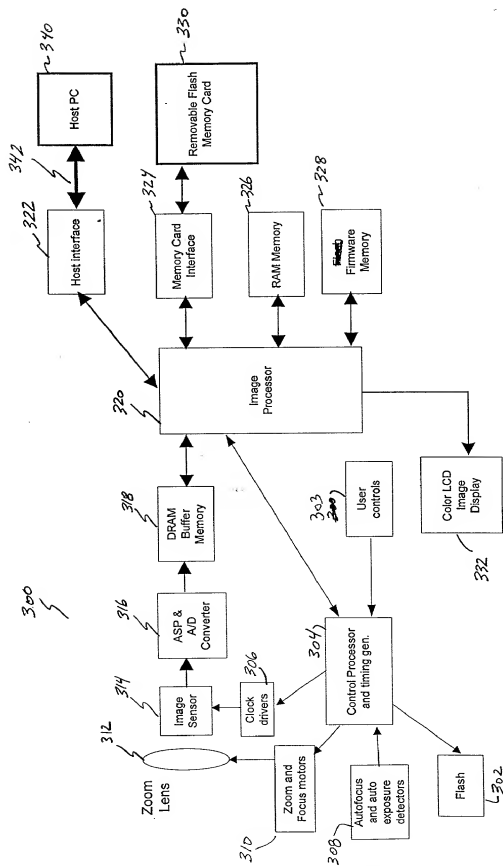 300
Zoom
Lens
312
314
Image
Sensor
316
ASP &
A/D
Converter
318
DRAM
Buffer
Memory
320
Image
Processor
322
Host interface
342
340
Host PC
324
Memory Card
Interface
330
Removable Flash
Memory Card
326
RAM Memory
328
Firmware
Memory
310
Zoom and
Focus motors
306
Clock
drivers
304
Control Processor
and timing gen.
303
User
controls
308
Autofocus and auto
exposure
detectors
Flash
302
Color LCD
Image
Display
332